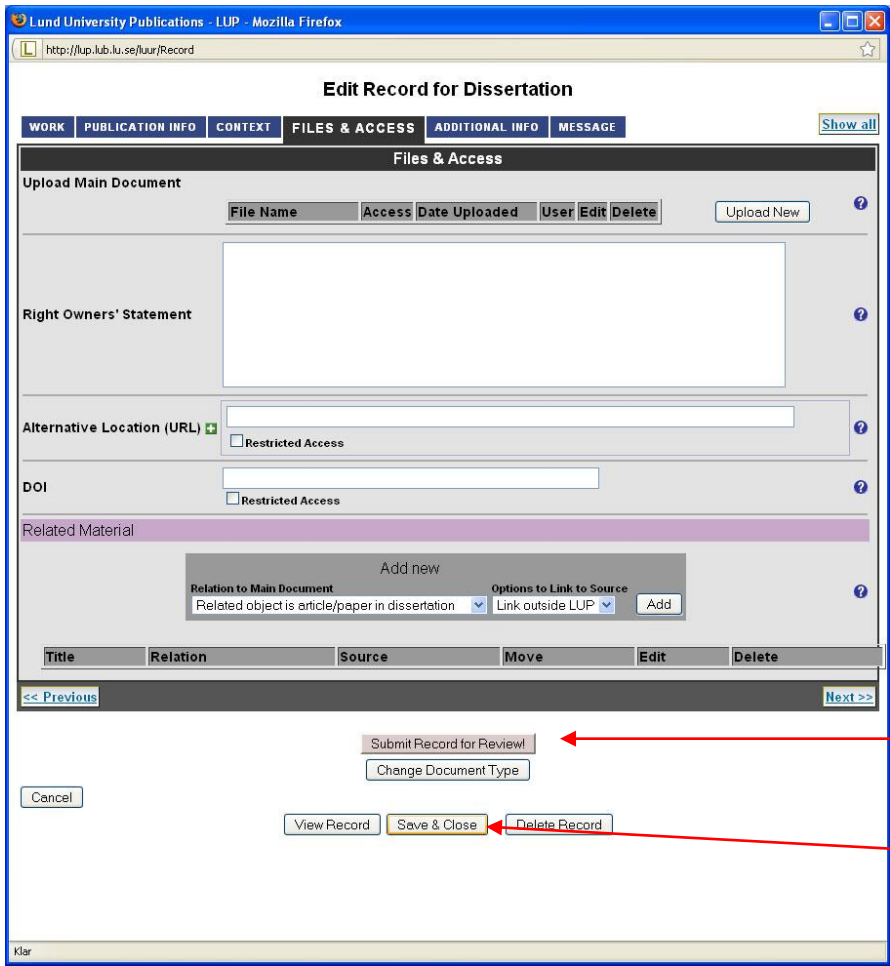 Lund University Publications - LUP - Mozilla Firefox
http://lup.lub.lu.se/luur/Record
Edit Record for Dissertation
WORK PUBLICATION INFO CONTEXT FILES & ACCESS ADDITIONAL INFO MESSAGE Show all
Files & Access
Upload Main Document
File Name Access Date Uploaded User Edit Delete Upload New
Right Owners' Statement
Alternative Location (URL)
Restricted Access
DOI
Restricted Access
Related Material
Add new
Relation to Main Document Options to Link to Source
Related object is article/paper in dissertation Link outside LUP Add
Title Relation Source Move Edit Delete
<< Previous Next >>
Submit Record for Review!
Change Document Type
Cancel
View Record Save & Close Delete Record
Klar